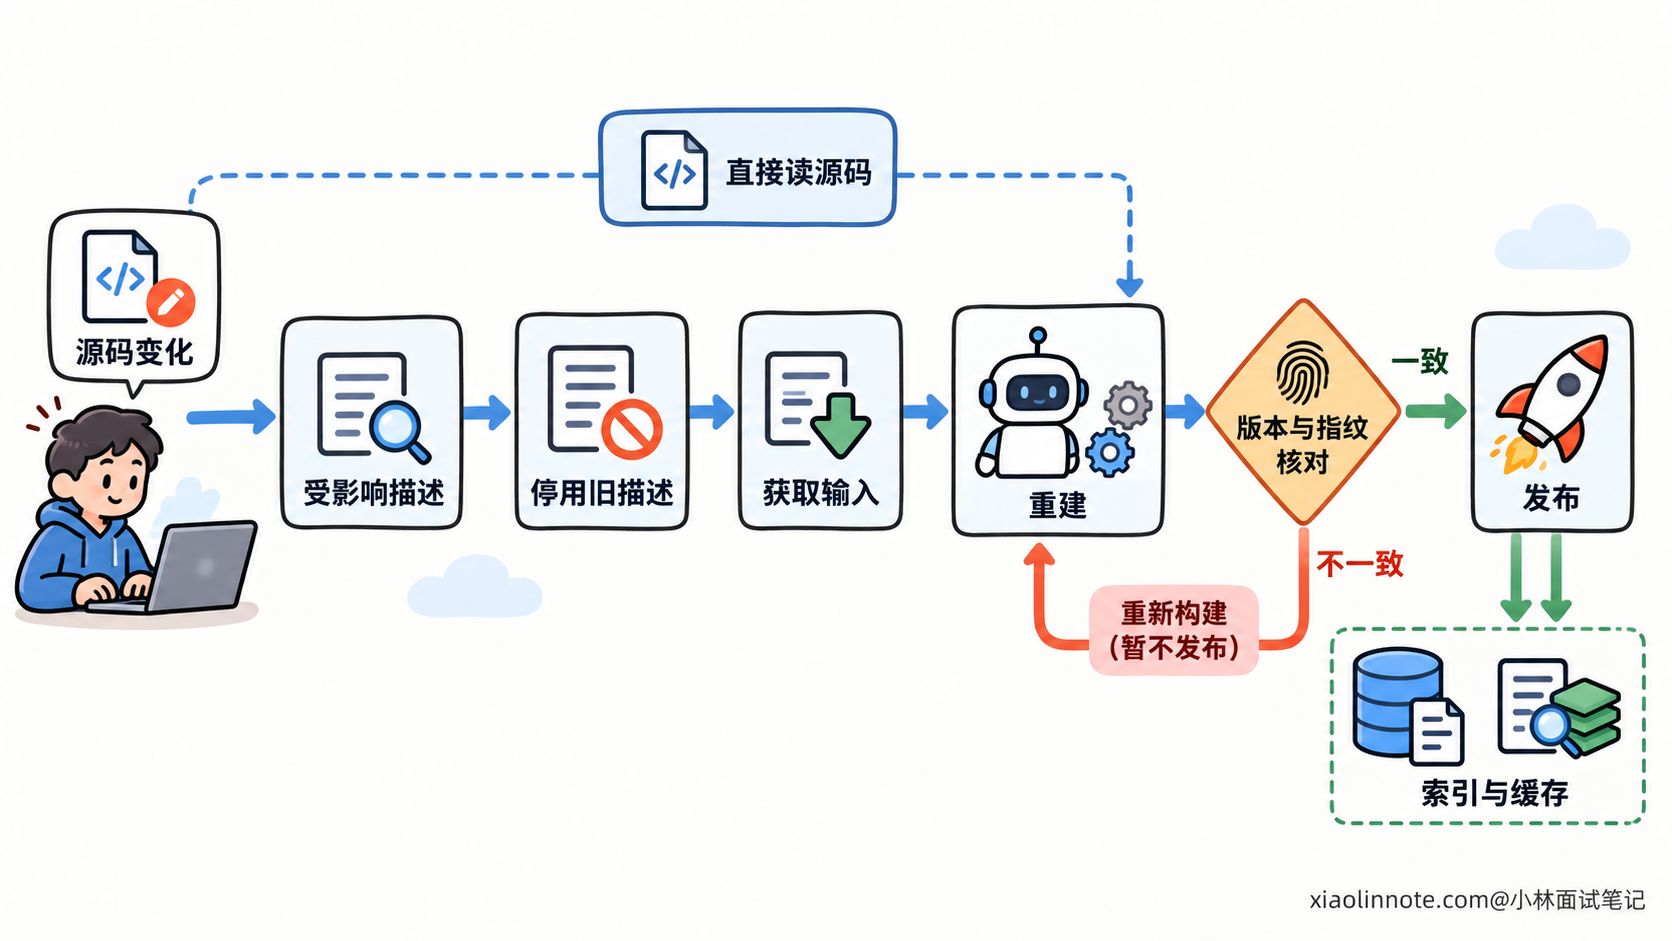 直接读源码
源码变化
受影响描述
停用旧描述
获取输入
重建
版本与指纹
核对
一致
发布
不一致
重新构建
(暂不发布)
索引与缓存
xiaolinnote.com@小林面试笔记